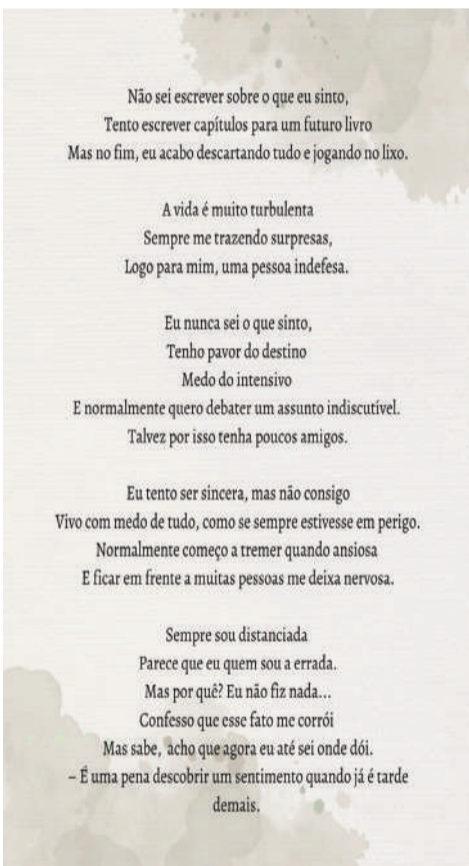 Não sei escrever sobre o que eu sinto,
Tento escrever capítulos para um futuro livro
Mas no fim, eu acabo descartando tudo e jogando no lixo.
A vida é muito turbulenta
Sempre me trazendo surpresas,
Logo para mim, uma pessoa indefesa.
Eu nunca sei o que sinto,
Tenho pavor do destino
Medo do intensivo
E normalmente quero debater um assunto indiscutível.
Talvez por isso tenha poucos amigos.
Eu tento ser sincera, mas não consigo
Vivo com medo de tudo, como se sempre estivesse em perigo.
Normalmente começo a tremer quando ansiosa
E ficar em frente a muitas pessoas me deixa nervosa.
Sempre sou distanciada
Parece que eu quem sou a errada.
Mas por quê? Eu não fiz nada...
Confesso que esse fato me corrói
Mas sabe, acho que agora eu até sei onde dói.
– É uma pena descobrir um sentimento quando já é tarde
demais.